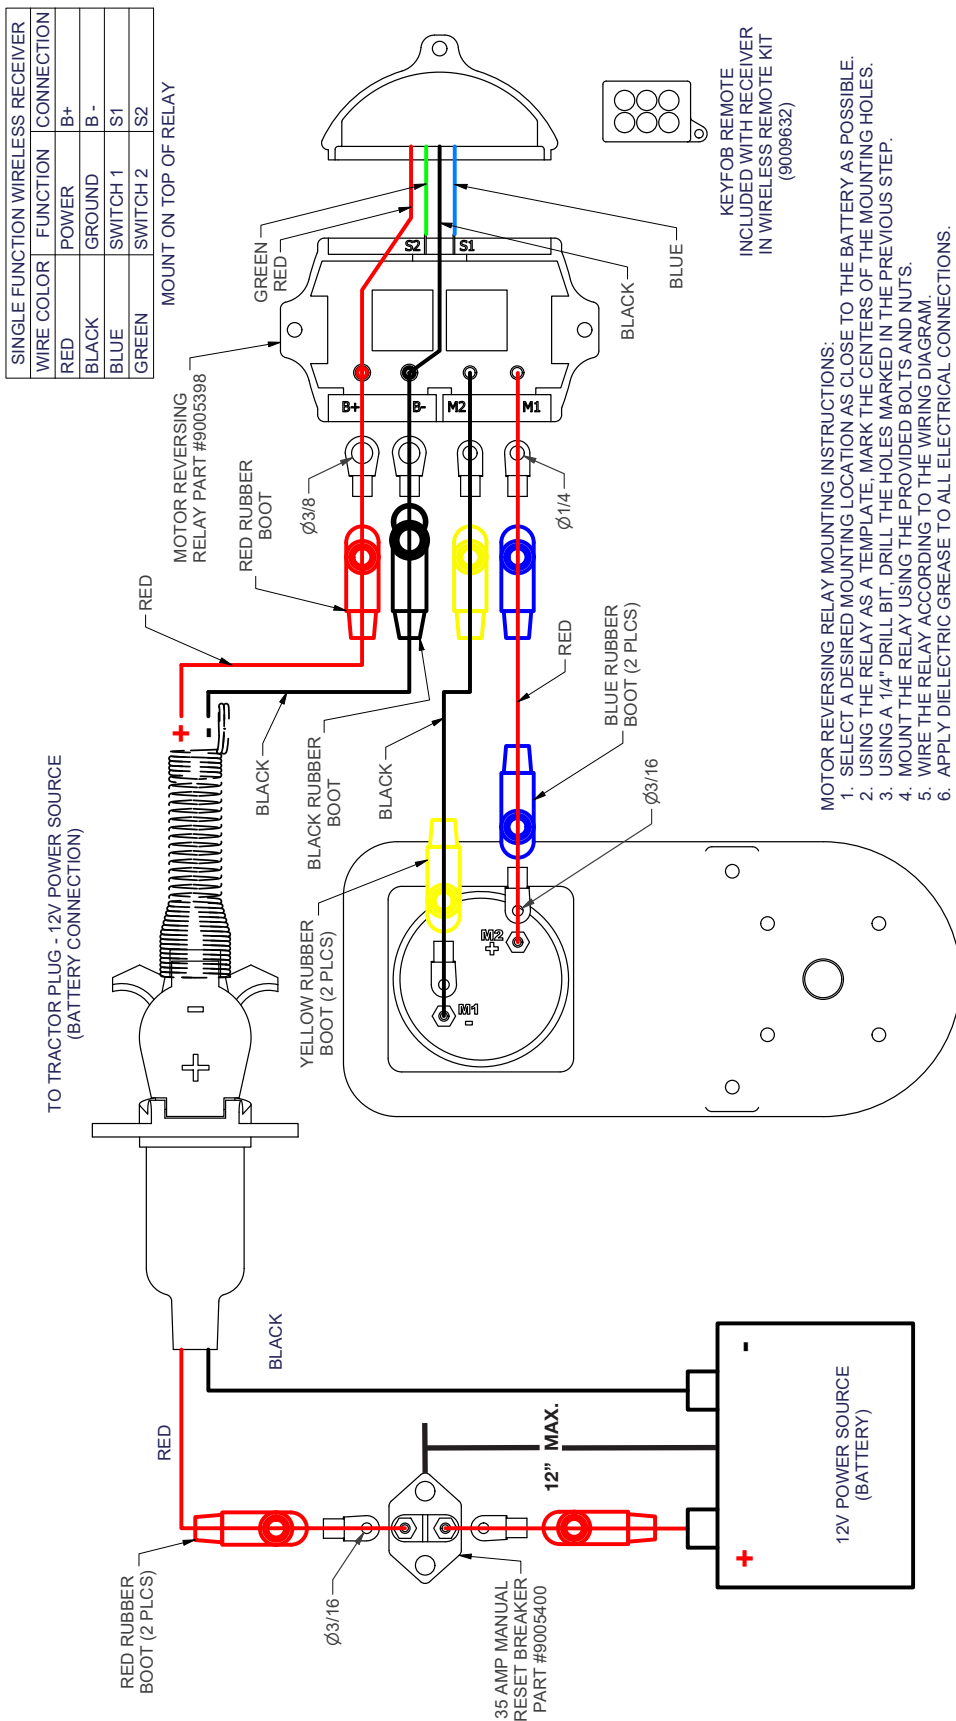 SINGLE FUNCTION WIRELESS RECEIVER
WIRE COLOR FUNCTION CONNECTION
RED POWER B+
BLACK GROUND B -
BLUE SWITCH 1 S1
GREEN SWITCH 2 S2
MOUNT ON TOP OF RELAY
TO TRACTOR PLUG - 12V POWER SOURCE
(BATTERY CONNECTION)
MOTOR REVERSING
RELAY PART #9005398
RED
+
-
BLACK
RED RUBBER
BOOT
Ø3/8
GREEN
RED
S2
S1
B+
B-
M2
M1
BLACK
BLUE
KEYFOB REMOTE
INCLUDED WITH RECEIVER
IN WIRELESS REMOTE KIT
(9009632)
BLACK RUBBER
BOOT
BLACK
Ø1/4
RED
BLUE RUBBER
BOOT (2 PLCS)
Ø3/16
YELLOW RUBBER
BOOT (2 PLCS)
M1
-
M2
+
+
-
RED
BLACK
RED RUBBER
BOOT (2 PLCS)
Ø3/16
35 AMP MANUAL
RESET BREAKER
PART #9005400
12” MAX.
+
-
12V POWER SOURCE
(BATTERY)
MOTOR REVERSING RELAY MOUNTING INSTRUCTIONS:
1. SELECT A DESIRED MOUNTING LOCATION AS CLOSE TO THE BATTERY AS POSSIBLE.
2. USING THE RELAY AS A TEMPLATE, MARK THE CENTERS OF THE MOUNTING HOLES.
3. USING A 1/4" DRILL BIT, DRILL THE HOLES MARKED IN THE PREVIOUS STEP.
4. MOUNT THE RELAY USING THE PROVIDED BOLTS AND NUTS.
5. WIRE THE RELAY ACCORDING TO THE WIRING DIAGRAM.
6. APPLY DIELECTRIC GREASE TO ALL ELECTRICAL CONNECTIONS.